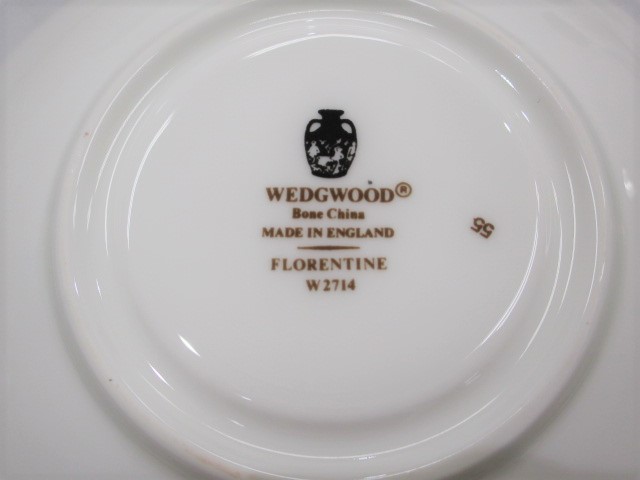 WEDGWOOD®
Bone China
MADE IN ENGLAND
FLORENTINE
W2714
55